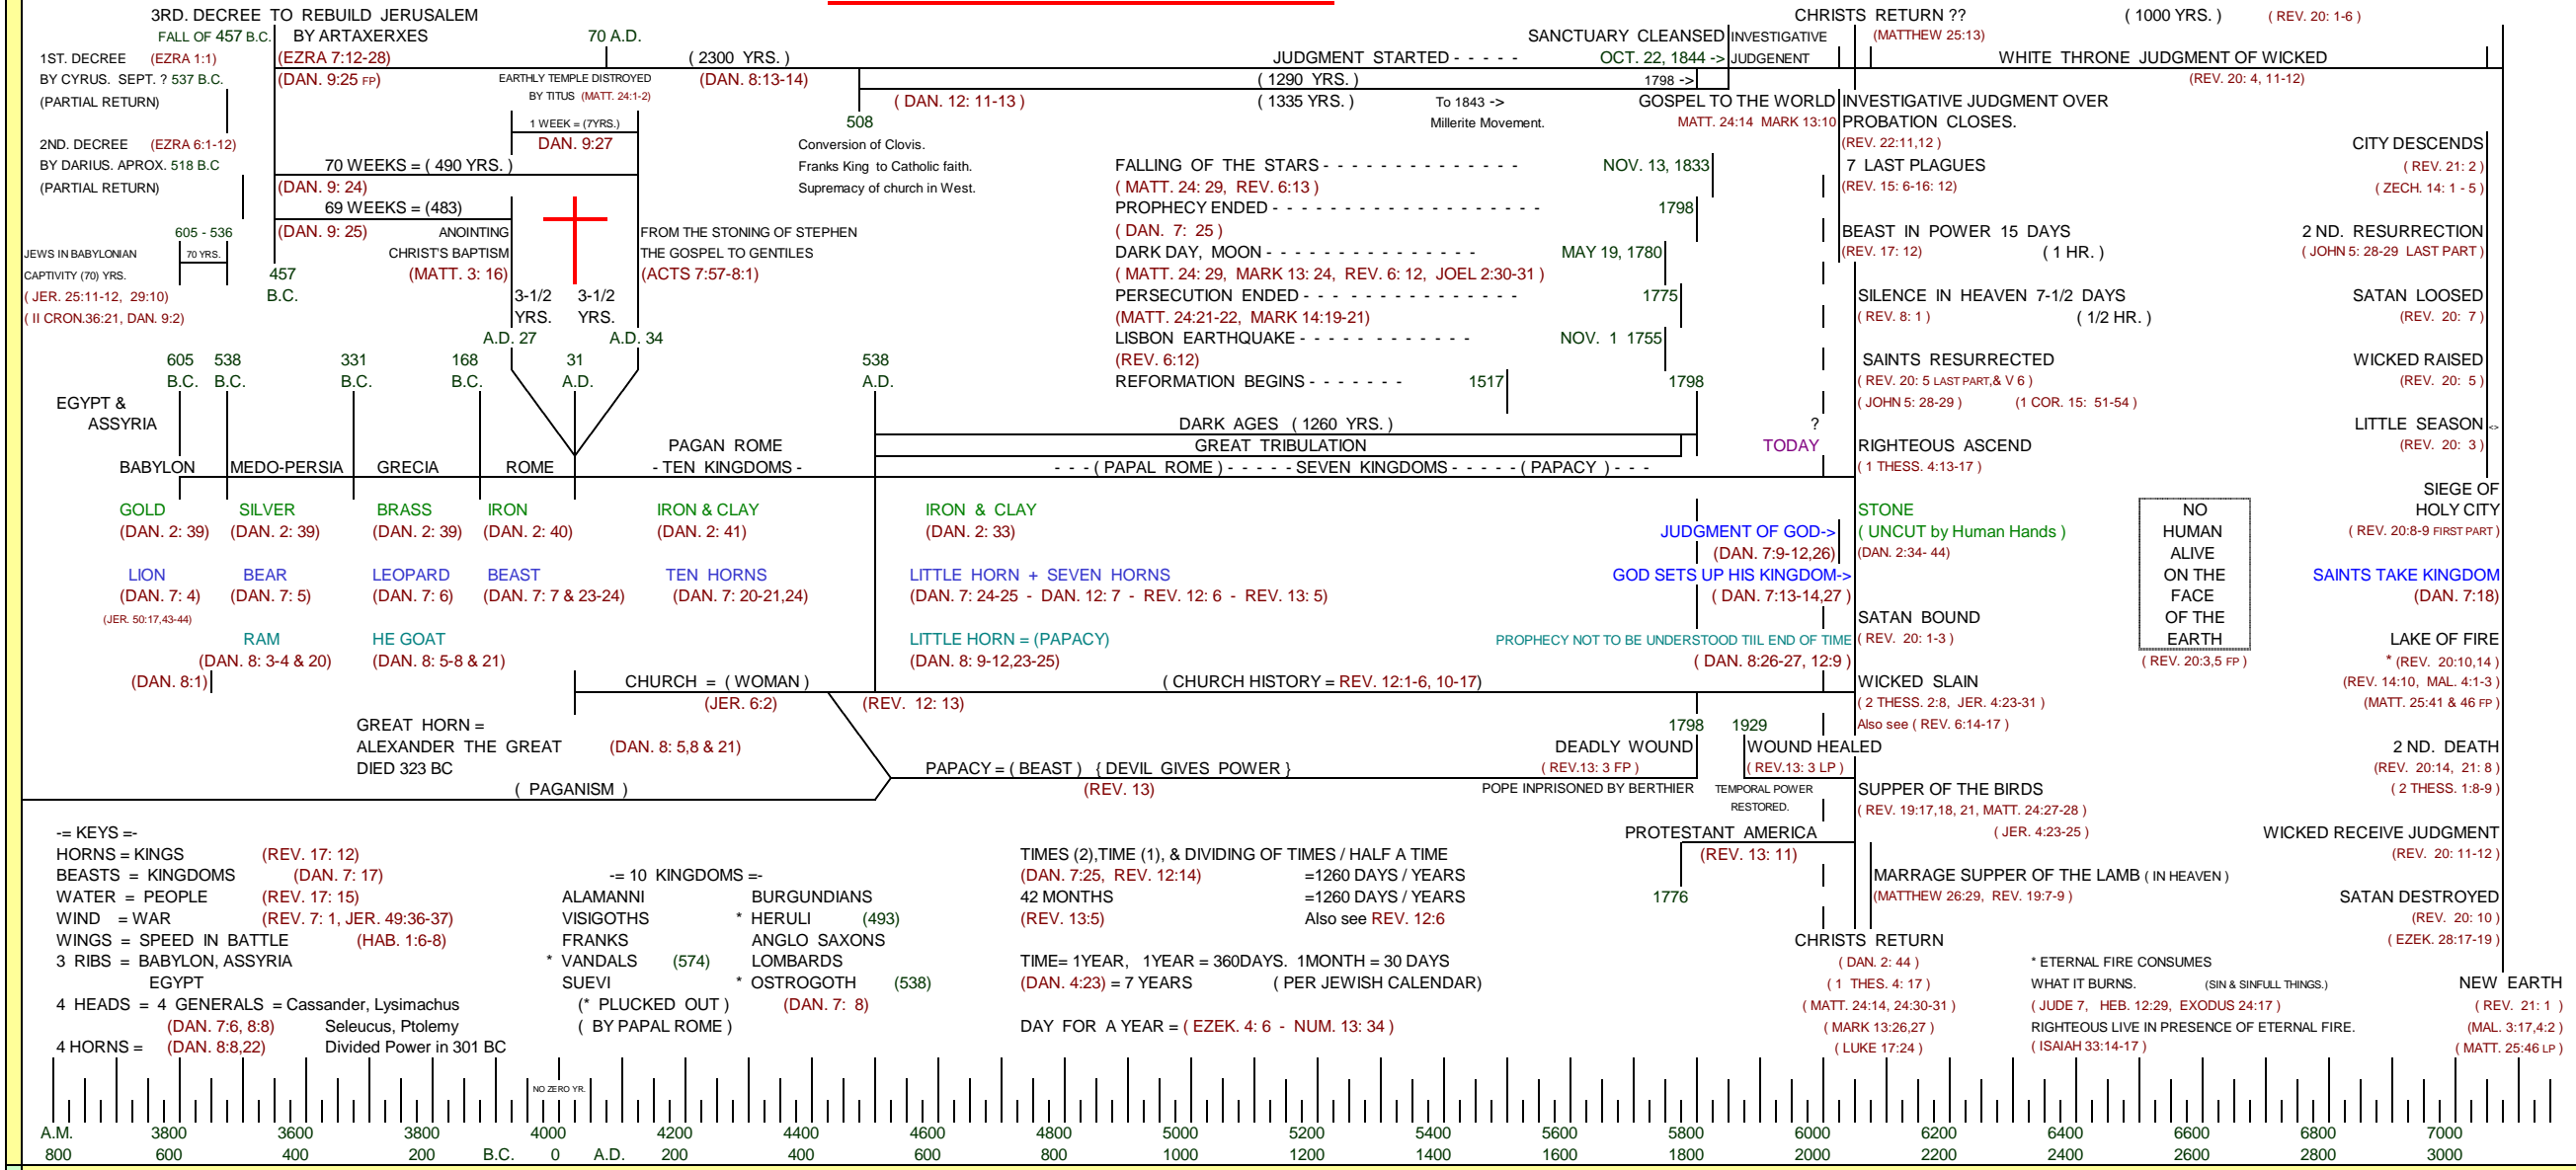 3RD. DECREE TO REBUILD JERUSALEM
FALL OF 457 B.C. BY ARTAXERXES
(EZRA 7:12-28)
(DAN. 9:25 FP)
1ST. DECREE (EZRA 1:1)
BY CYRUS. SEPT. ? 537 B.C.
(PARTIAL RETURN)
2ND. DECREE (EZRA 6:1-12)
BY DARIUS. APROX. 518 B.C
(PARTIAL RETURN)
70 A.D.
EARTHLY TEMPLE DISTROYED
BY TITUS (MATT. 24:1-2)
( 2300 YRS. )
(DAN. 8:13-14)
1 WEEK = (7YRS.)
DAN. 9:27
70 WEEKS = ( 490 YRS. )
(DAN. 9: 24)
69 WEEKS = (483)
(DAN. 9: 25)
457
B.C.
ANOINTING
CHRIST'S BAPTISM
(MATT. 3: 16)
FROM THE STONING OF STEPHEN
THE GOSPEL TO GENTILES
(ACTS 7:57-8:1)
3-1/2 3-1/2
YRS. YRS.
A.D. 27 A.D. 34
605 - 536
70 YRS.
JEWS IN BABYLONIAN
CAPTIVITY (70) YRS.
( JER. 25:11-12, 29:10)
( II CRON.36:21, DAN. 9:2)
508
Conversion of Clovis.
Franks King to Catholic faith.
Supremacy of church in West.
( DAN. 12: 11-13 )
JUDGMENT STARTED - - - - -
( 1290 YRS. )
( 1335 YRS. )
To 1843 ->
Millerite Movement.
SANCTUARY CLEANSED
OCT. 22, 1844 ->
1798 ->
INVESTIGATIVE
JUDGEMENT
GOSPEL TO THE WORLD
MATT. 24:14 MARK 13:10
FALLING OF THE STARS - - - - - - - - - - - - - - NOV. 13, 1833
( MATT. 24: 29, REV. 6:13 )
PROPHECY ENDED - - - - - - - - - - - - - - - - - - - 1798
( DAN. 7: 25 )
DARK DAY, MOON - - - - - - - - - - - - - - - MAY 19, 1780
( MATT. 24: 29, MARK 13: 24, REV. 6: 12, JOEL 2:30-31 )
PERSECUTION ENDED - - - - - - - - - - - - - - - 1775
(MATT. 24:21-22, MARK 14:19-21)
LISBON EARTHQUAKE - - - - - - - - - - - - NOV. 1 1755
(REV. 6:12)
REFORMATION BEGINS - - - - - - - 1517 1798
CHRISTS RETURN ??
(MATTHEW 25:13)
( 1000 YRS. ) ( REV. 20: 1-6 )
WHITE THRONE JUDGMENT OF WICKED
(REV. 20: 4, 11-12)
INVESTIGATIVE JUDGMENT OVER
PROBATION CLOSES.
(REV. 22:11,12 )
7 LAST PLAGUES
(REV. 15: 6-16: 12)
BEAST IN POWER 15 DAYS
(REV. 17: 12) ( 1 HR. )
SILENCE IN HEAVEN 7-1/2 DAYS
( REV. 8: 1 ) ( 1/2 HR. )
SAINTS RESURRECTED
( REV. 20: 5 LAST PART,& V 6 )
( JOHN 5: 28-29 ) (1 COR. 15: 51-54 )
RIGHTEOUS ASCEND
( 1 THESS. 4:13-17 )
CITY DESCENDS
( REV. 21: 2 )
( ZECH. 14: 1 - 5 )
2 ND. RESURRECTION
( JOHN 5: 28-29 LAST PART )
SATAN LOOSED
(REV. 20: 7 )
WICKED RAISED
(REV. 20: 5 )
LITTLE SEASON <>
(REV. 20: 3 )
SIEGE OF
HOLY CITY
( REV. 20:8-9 FIRST PART )
605 538 331 168 31 538
B.C. B.C. B.C. B.C. A.D. A.D.
EGYPT &
ASSYRIA
DARK AGES ( 1260 YRS. )
GREAT TRIBULATION
?
TODAY
PAGAN ROME
BABYLON MEDO-PERSIA GRECIA ROME - TEN KINGDOMS - - - - ( PAPAL ROME ) - - - - - SEVEN KINGDOMS - - - - - ( PAPACY ) - - -
GOLD SILVER BRASS IRON IRON & CLAY IRON & CLAY
(DAN. 2: 39) (DAN. 2: 39) (DAN. 2: 39) (DAN. 2: 40) (DAN. 2: 41) (DAN. 2: 33)
LION BEAR LEOPARD BEAST TEN HORNS LITTLE HORN + SEVEN HORNS
(DAN. 7: 4) (DAN. 7: 5) (DAN. 7: 6) (DAN. 7: 7 & 23-24) (DAN. 7: 20-21,24) (DAN. 7: 24-25 - DAN. 12: 7 - REV. 12: 6 - REV. 13: 5)
(JER. 50:17,43-44)
RAM HE GOAT LITTLE HORN = (PAPACY)
(DAN. 8: 3-4 & 20) (DAN. 8: 5-8 & 21) (DAN. 8: 9-12,23-25)
(DAN. 8:1)
JUDGMENT OF GOD->
(DAN. 7:9-12,26)
GOD SETS UP HIS KINGDOM->
( DAN. 7:13-14,27 )
PROPHECY NOT TO BE UNDERSTOOD TIIL END OF TIME
( DAN. 8:26-27, 12:9 )
STONE
( UNCUT by Human Hands )
(DAN. 2:34- 44)
SATAN BOUND
( REV. 20: 1-3 )
NO
HUMAN
ALIVE
ON THE
FACE
OF THE
EARTH
( REV. 20:3,5 FP )
SAINTS TAKE KINGDOM
(DAN. 7:18)
LAKE OF FIRE
* (REV. 20:10,14 )
(REV. 14:10, MAL. 4:1-3 )
(MATT. 25:41 & 46 FP )
CHURCH = ( WOMAN )
(JER. 6:2)
( CHURCH HISTORY = REV. 12:1-6, 10-17)
(REV. 12: 13)
WICKED SLAIN
( 2 THESS. 2:8, JER. 4:23-31 )
Also see ( REV. 6:14-17 )
GREAT HORN =
ALEXANDER THE GREAT (DAN. 8: 5,8 & 21)
DIED 323 BC
( PAGANISM )
PAPACY = ( BEAST ) { DEVIL GIVES POWER }
(REV. 13)
1798 1929
DEADLY WOUND
( REV.13: 3 FP )
POPE INPRISONED BY BERTHIER
WOUND HEALED
( REV.13: 3 LP )
TEMPORAL POWER
RESTORED.
2 ND. DEATH
(REV. 20:14, 21: 8 )
( 2 THESS. 1:8-9 )
SUPPER OF THE BIRDS
( REV. 19:17,18, 21, MATT. 24:27-28 )
( JER. 4:23-25 )
WICKED RECEIVE JUDGMENT
(REV. 20: 11-12 )
PROTESTANT AMERICA
(REV. 13: 11)
1776
MARRAGE SUPPER OF THE LAMB ( IN HEAVEN )
(MATTHEW 26:29, REV. 19:7-9 )
SATAN DESTROYED
(REV. 20: 10 )
( EZEK. 28:17-19 )
-= KEYS =-
HORNS = KINGS (REV. 17: 12)
BEASTS = KINGDOMS (DAN. 7: 17)
WATER = PEOPLE (REV. 17: 15)
WIND = WAR (REV. 7: 1, JER. 49:36-37)
WINGS = SPEED IN BATTLE (HAB. 1:6-8)
3 RIBS = BABYLON, ASSYRIA
EGYPT
4 HEADS = 4 GENERALS = Cassander, Lysimachus
(DAN. 7:6, 8:8) Seleucus, Ptolemy
4 HORNS = (DAN. 8:8,22) Divided Power in 301 BC
-= 10 KINGDOMS =-
ALAMANNI BURGUNDIANS
VISIGOTHS * HERULI (493)
FRANKS ANGLO SAXONS
* VANDALS (574) LOMBARDS
SUEVI * OSTROGOTH (538)
(* PLUCKED OUT ) (DAN. 7: 8)
( BY PAPAL ROME )
TIMES (2),TIME (1), & DIVIDING OF TIMES / HALF A TIME
(DAN. 7:25, REV. 12:14) =1260 DAYS / YEARS
42 MONTHS =1260 DAYS / YEARS
(REV. 13:5) Also see REV. 12:6
TIME= 1YEAR, 1YEAR = 360DAYS. 1MONTH = 30 DAYS
(DAN. 4:23) = 7 YEARS ( PER JEWISH CALENDAR)
DAY FOR A YEAR = ( EZEK. 4: 6 - NUM. 13: 34 )
CHRISTS RETURN
( DAN. 2: 44 )
( 1 THES. 4: 17 )
( MATT. 24:14, 24:30-31 )
( MARK 13:26,27 )
( LUKE 17:24 )
* ETERNAL FIRE CONSUMES
WHAT IT BURNS. (SIN & SINFULL THINGS.)
( JUDE 7, HEB. 12:29, EXODUS 24:17 )
RIGHTEOUS LIVE IN PRESENCE OF ETERNAL FIRE.
( ISAIAH 33:14-17 )
NEW EARTH
( REV. 21: 1 )
(MAL. 3:17,4:2 )
( MATT. 25:46 LP )
NO ZERO YR.
A.M. 3800 3600 3800 4000 4200 4400 4600 4800 5000 5200 5400 5600 5800 6000 6200 6400 6600 6800 7000
800 600 400 200 B.C. 0 A.D. 200 400 600 800 1000 1200 1400 1600 1800 2000 2200 2400 2600 2800 3000